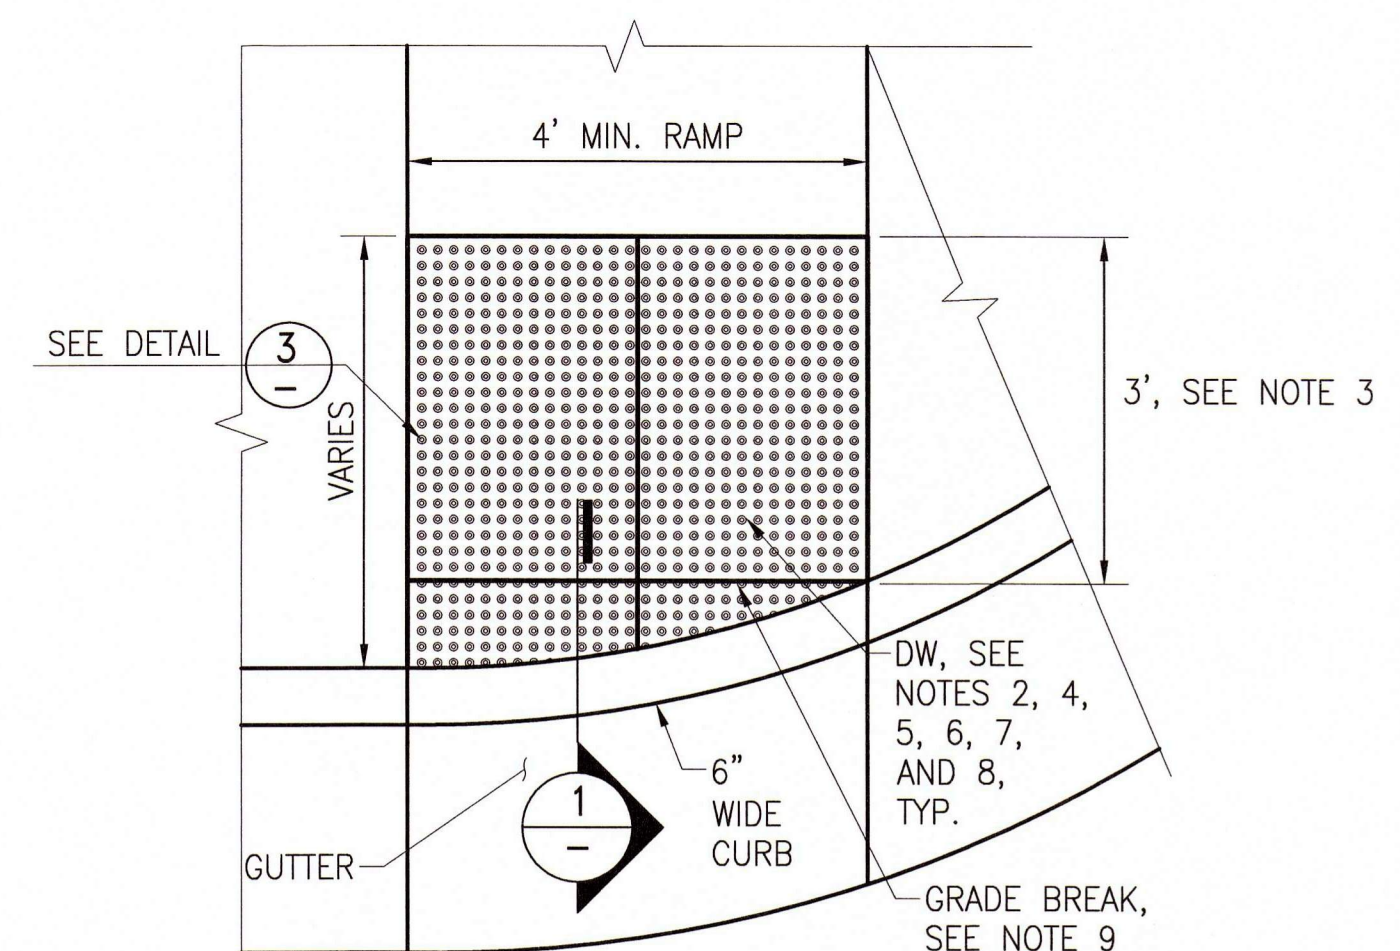 4' MIN. RAMP
SEE DETAIL
3
–
VARIES
3', SEE NOTE 3
DW, SEE
NOTES 2, 4,
5, 6, 7,
AND 8,
TYP.
6"
WIDE
CURB
1
–
GUTTER
GRADE BREAK,
SEE NOTE 9